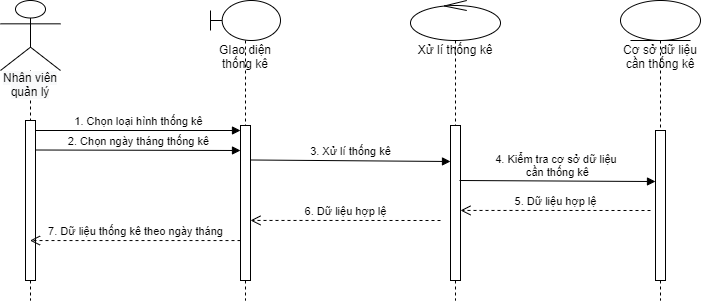 Nhân viên
quản lý
Giao diện
thống kê
Xử lí thống kê
Cơ sở dữ liệu
cần thống kê
1. Chọn loại hình thống kê
2. Chọn ngày tháng thống kê
3. Xử lí thống kê
4. Kiểm tra cơ sở dữ liệu
cần thống kê
5. Dữ liệu hợp lệ
6. Dữ liệu hợp lệ
7. Dữ liệu thống kê theo ngày tháng